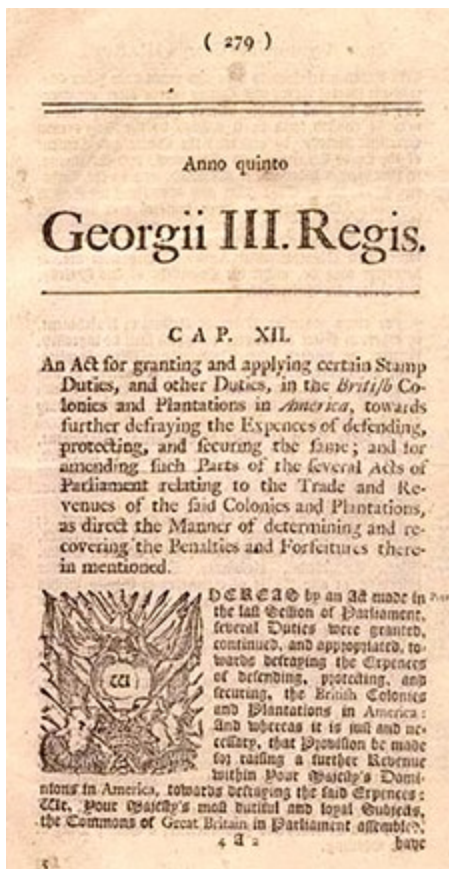 ( 279 )
Anno quinto
Georgii III. Regis.
C A P. XII.
An Act for granting and applying certain Stamp
Duties, and other Duties, in the Britiſh Co-
lonies and Plantations in America, towards
further defraying the Expences of defending,
protecting, and ſecuring the ſame; and for
amending ſuch Parts of the ſeveral Acts of
Parliament relating to the Trade and Re-
venues of the ſaid Colonies and Plantations,
as direct the Manner of determining and re-
covering the Penalties and Forfeitures there-
in mentioned.
WHEREAS by an Act made in
the laſt Seſſion of Parliament,
ſeveral Duties were granted,
continued, and appropriated, to-
wards defraying the Expences
of defending, protecting, and
ſecuring, the Britiſh Colonies
and Plantations in America:
And whereas it is juſt and ne-
ceſſary, that Proviſion be made
for raiſing a further Revenue
within Your Majeſty's Domi-
nions in America, towards defraying the ſaid Expences:
We, Your Majeſty's moſt dutiful and loyal Subjects,
the Commons of Great Britain in Parliament aſſembled,
4 A 2 have
5